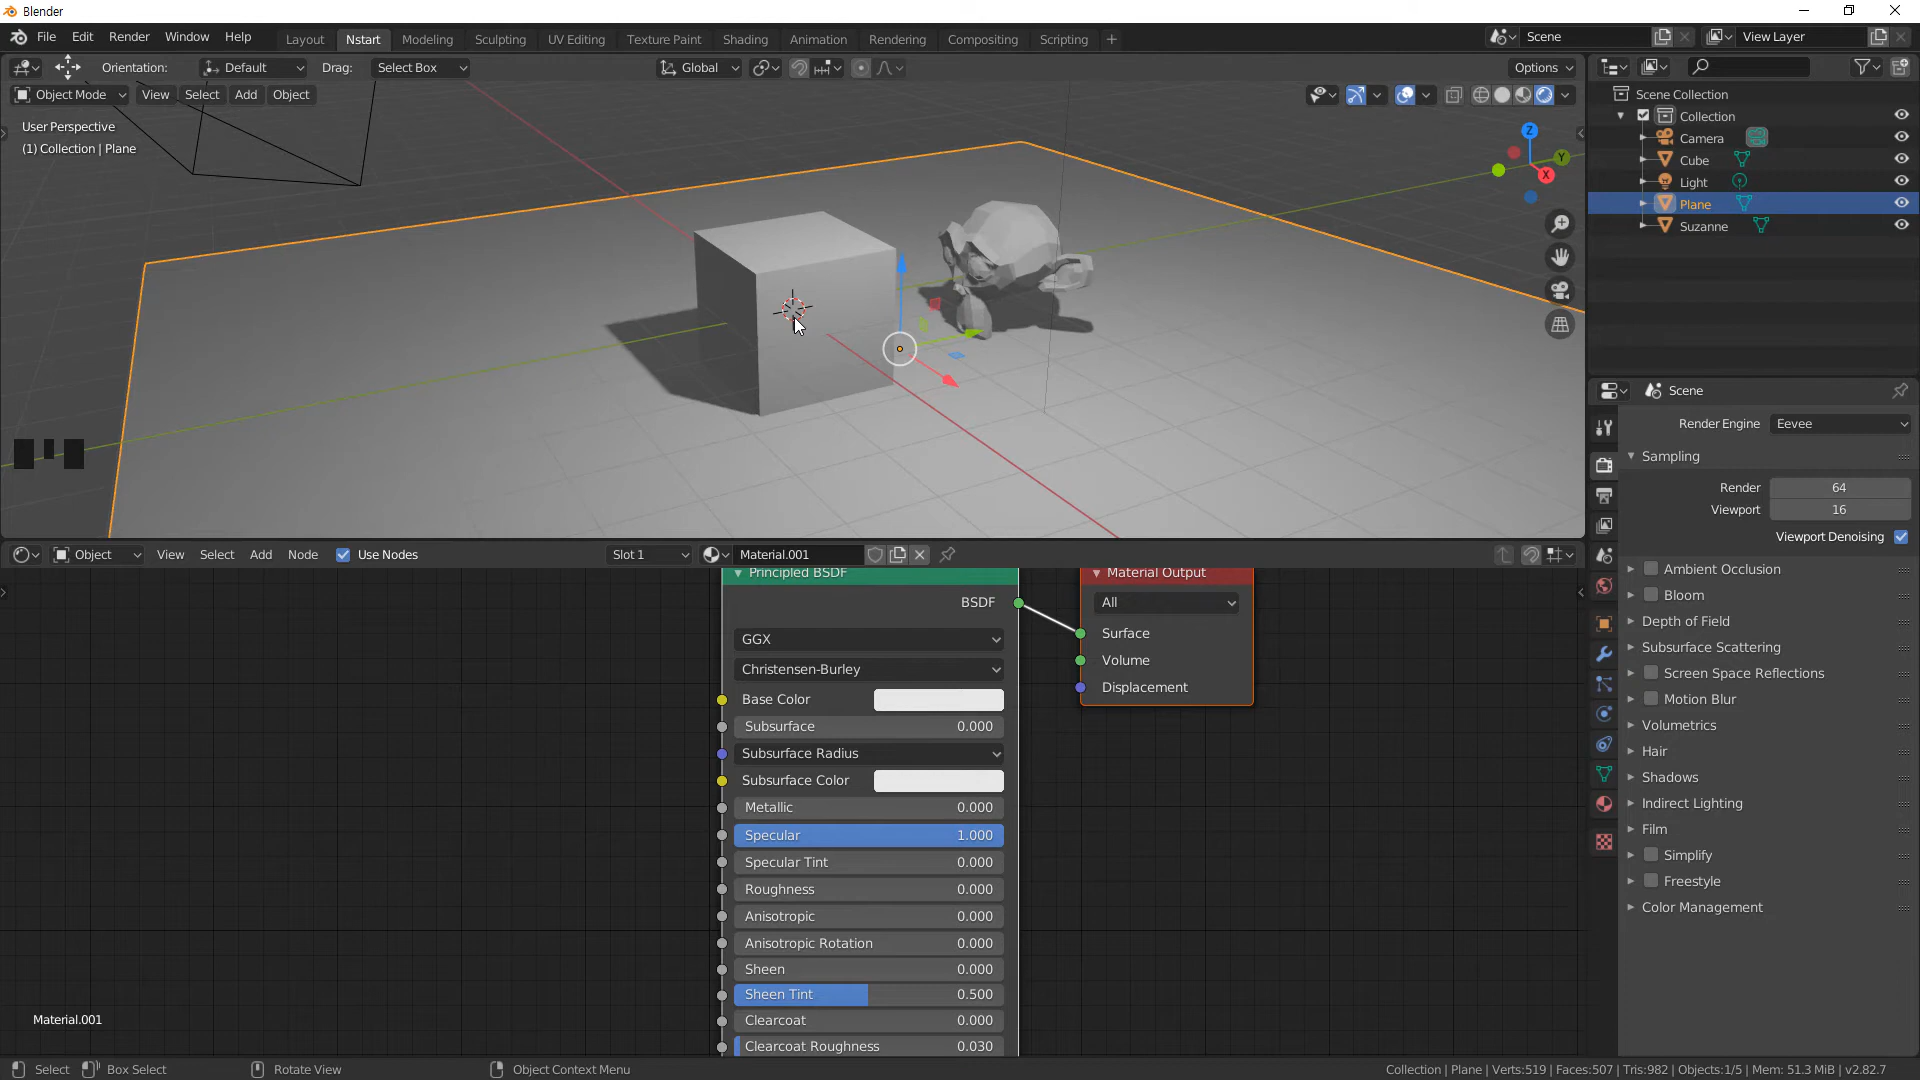 Blender
File Edit Render Window Help Layout Nstart Modeling Sculpting UV Editing Texture Paint Shading Animation Rendering Compositing Scripting + Scene View Layer
Orientation: Default Drag: Select Box Global Options
Object Mode View Select Add Object
User Perspective
(1) Collection | Plane
Z
Y
X
Scene Collection
Collection
Camera
Cube
Light
Plane
Suzanne
Scene
Render Engine Eevee
Sampling
Render 64
Viewport 16
Viewport Denoising
Ambient Occlusion
Bloom
Depth of Field
Subsurface Scattering
Screen Space Reflections
Motion Blur
Volumetrics
Hair
Shadows
Indirect Lighting
Film
Simplify
Freestyle
Color Management
Object View Select Add Node Use Nodes Slot 1 Material.001
Principled BSDF
BSDF
GGX
Christensen-Burley
Base Color
Subsurface 0.000
Subsurface Radius
Subsurface Color
Metallic 0.000
Specular 1.000
Specular Tint 0.000
Roughness 0.000
Anisotropic 0.000
Anisotropic Rotation 0.000
Sheen 0.000
Sheen Tint 0.500
Clearcoat 0.000
Clearcoat Roughness 0.030
Material Output
All
Surface
Volume
Displacement
Material.001
Select Box Select Rotate View Object Context Menu Collection | Plane | Verts:519 | Faces:507 | Tris:982 | Objects:1/5 | Mem: 51.3 MiB | v2.82.7